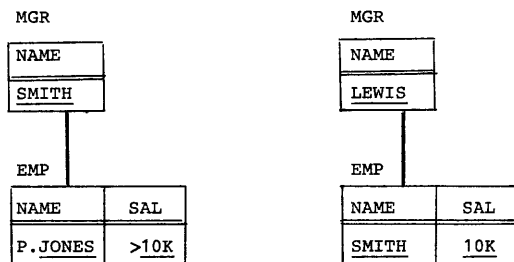 MGR
NAME
SMITH
EMP
NAME SAL
P.JONES >10K
MGR
NAME
LEWIS
EMP
NAME SAL
SMITH 10K